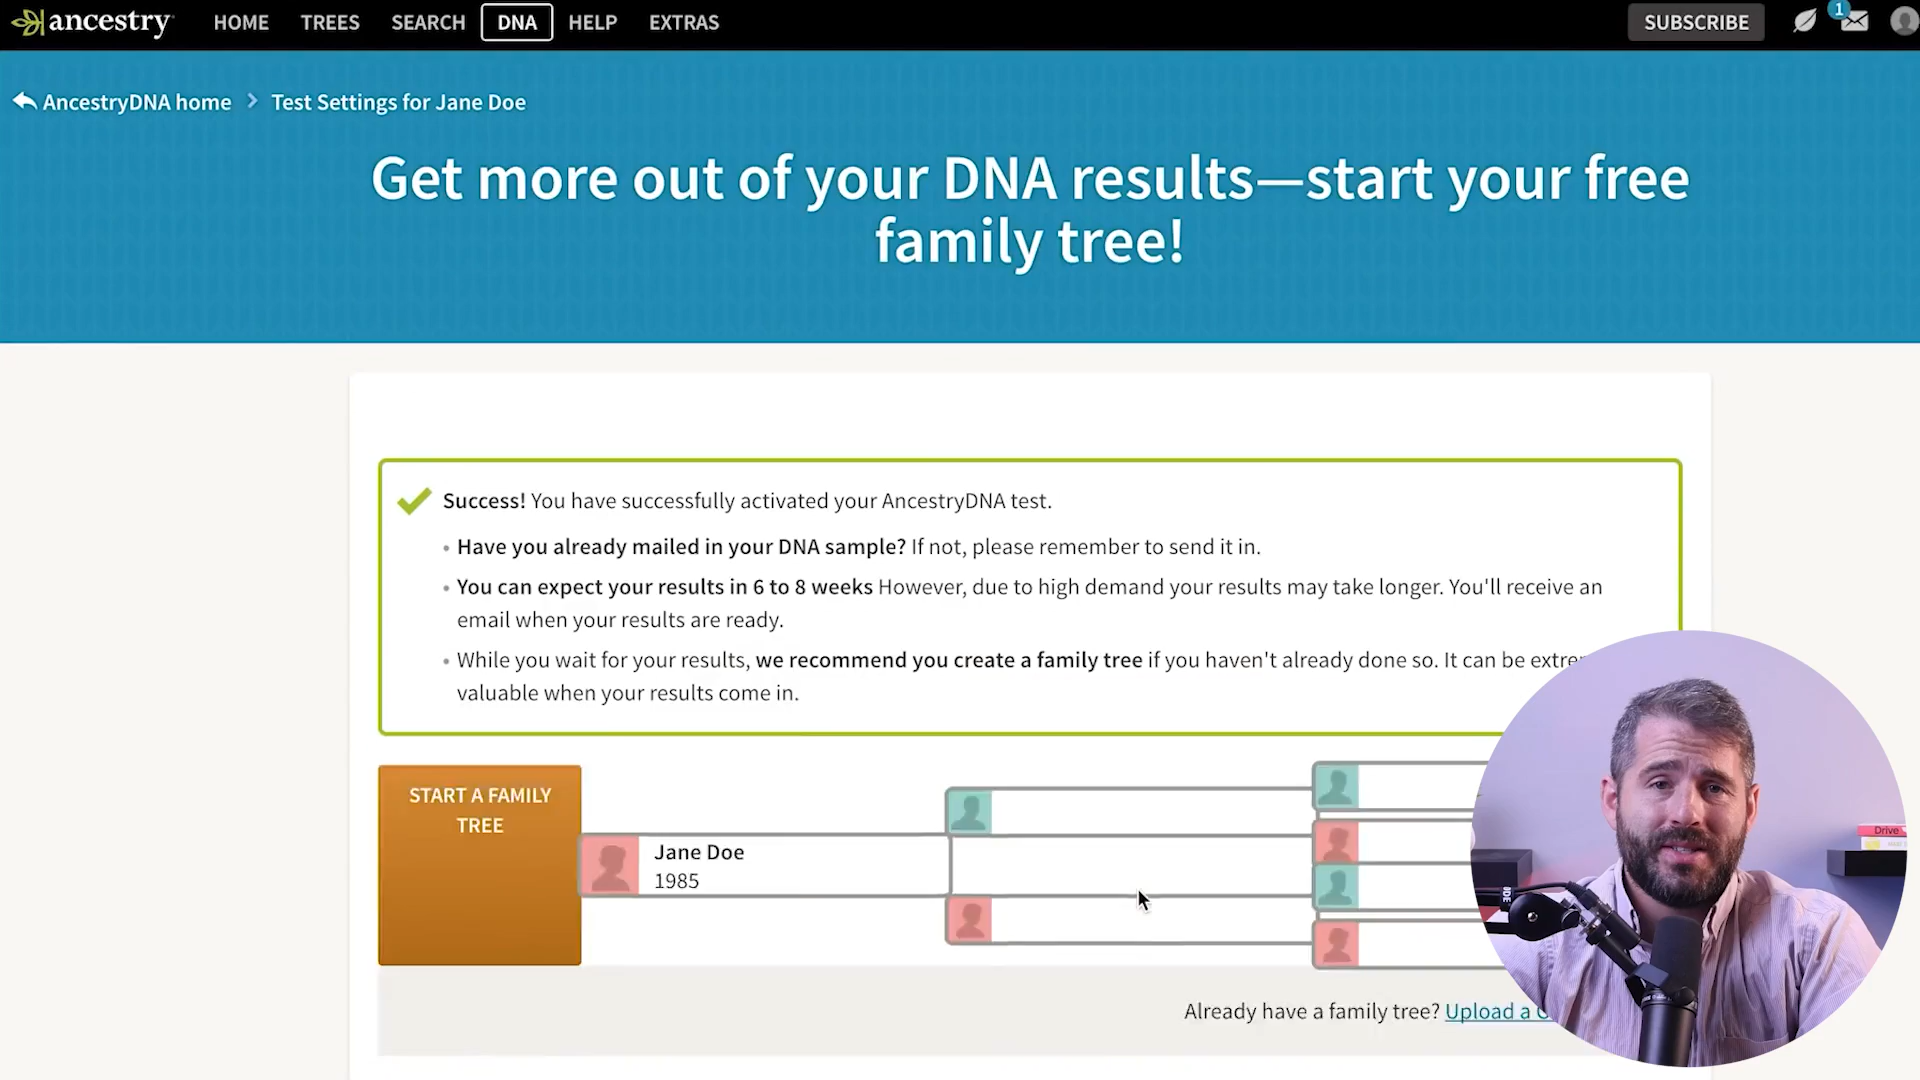 ancestry HOME TREES SEARCH DNA HELP EXTRAS SUBSCRIBE 1
AncestryDNA home > Test Settings for Jane Doe
Get more out of your DNA results—start your free
family tree!
Success! You have successfully activated your AncestryDNA test.
• Have you already mailed in your DNA sample? If not, please remember to send it in.
• You can expect your results in 6 to 8 weeks However, due to high demand your results may take longer. You'll receive an
email when your results are ready.
• While you wait for your results, we recommend you create a family tree if you haven't already done so. It can be
valuable when your results come in.
START A FAMILY
TREE
Jane Doe
1985
Drive
Already have a family tree? Upload a